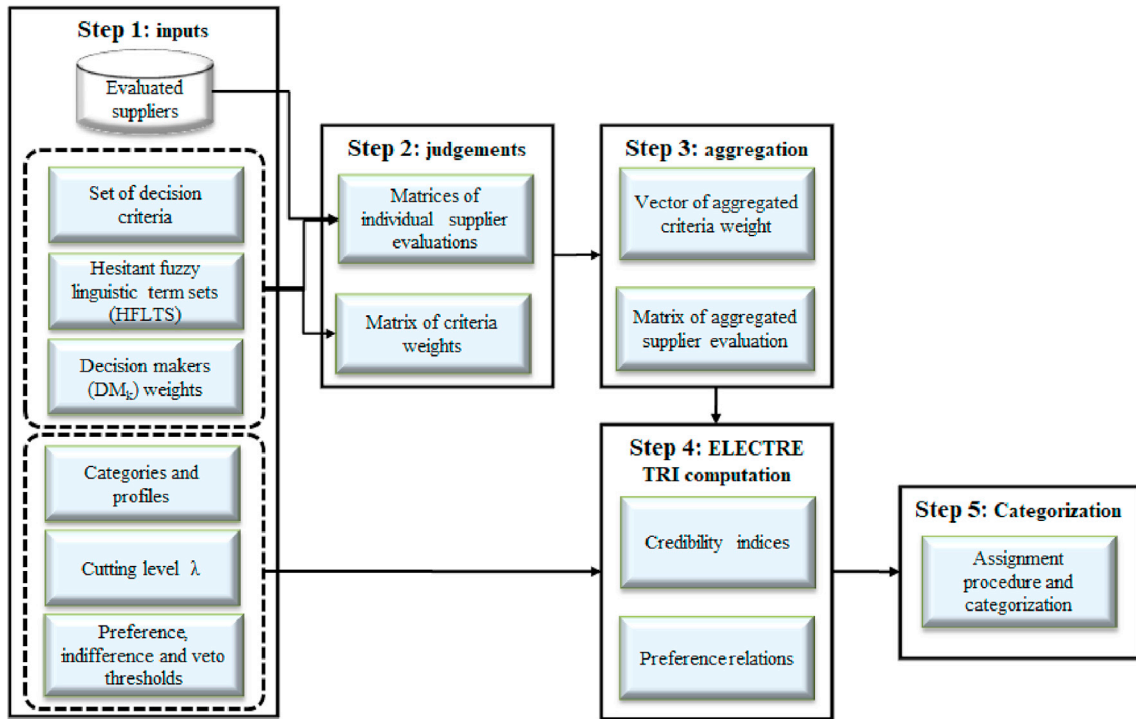 Step 1: inputs
Evaluated
suppliers
Set of decision
criteria
Hesitant fuzzy
linguistic term sets
(HFLTS)
Decision makers
(DMk) weights
Categories and
profiles
Cutting level λ
Preference,
indifference and veto
thresholds
Step 2: judgements
Matrices of
individual supplier
evaluations
Matrix of criteria
weights
Step 3: aggregation
Vector of aggregated
criteria weight
Matrix of aggregated
supplier evaluation
Step 4: ELECTRE
TRI computation
Credibility indices
Preference relations
Step 5: Categorization
Assignment
procedure and
categorization